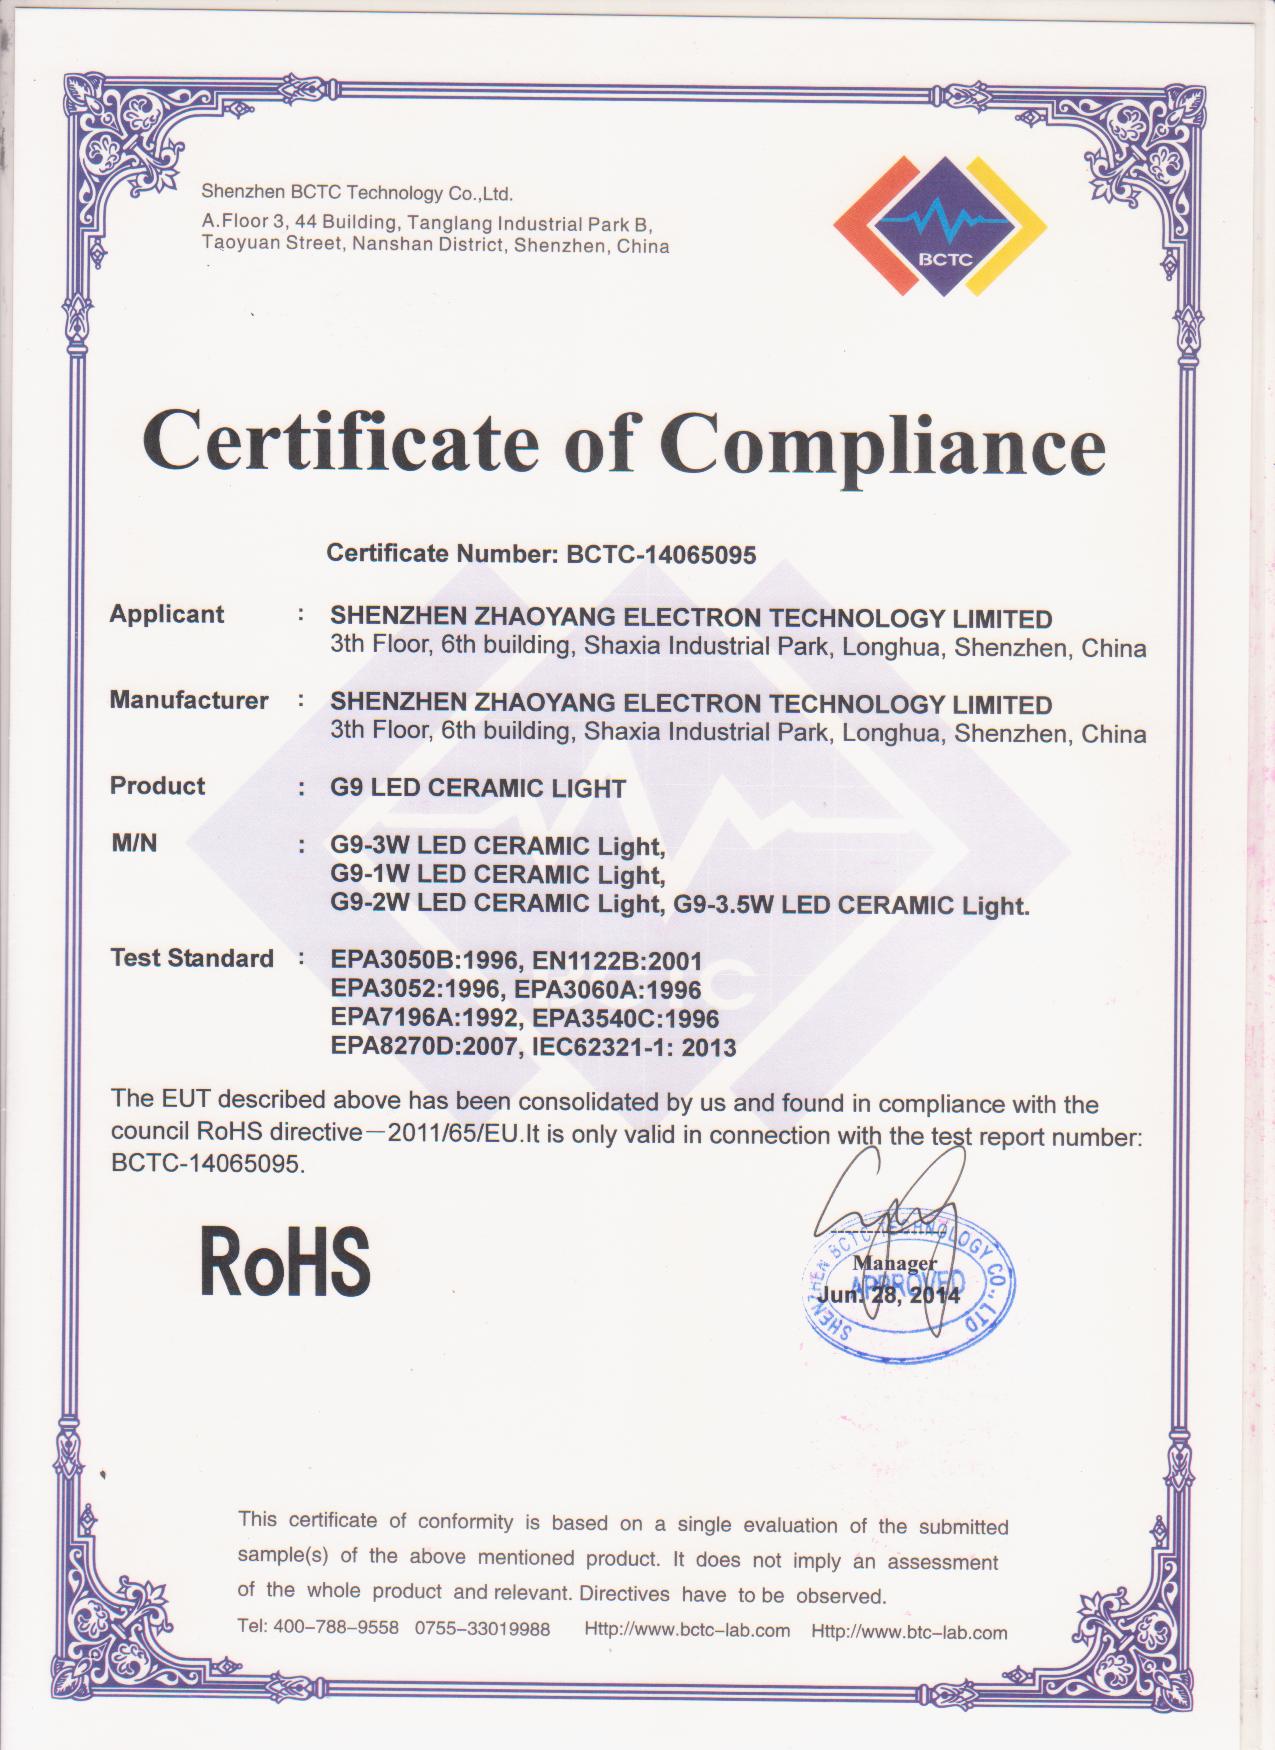 Shenzhen BCTC Technology Co.,Ltd.
A.Floor 3, 44 Building, Tanglang Industrial Park B,
Taoyuan Street, Nanshan District, Shenzhen, China
BCTC
Certificate of Compliance
Certificate Number: BCTC-14065095
Applicant : SHENZHEN ZHAOYANG ELECTRON TECHNOLOGY LIMITED
3th Floor, 6th building, Shaxia Industrial Park, Longhua, Shenzhen, China
Manufacturer : SHENZHEN ZHAOYANG ELECTRON TECHNOLOGY LIMITED
3th Floor, 6th building, Shaxia Industrial Park, Longhua, Shenzhen, China
Product : G9 LED CERAMIC LIGHT
M/N : G9-3W LED CERAMIC Light,
G9-1W LED CERAMIC Light,
G9-2W LED CERAMIC Light, G9-3.5W LED CERAMIC Light.
Test Standard : EPA3050B:1996, EN1122B:2001
EPA3052:1996, EPA3060A:1996
EPA7196A:1992, EPA3540C:1996
EPA8270D:2007, IEC62321-1: 2013
BCTC
The EUT described above has been consolidated by us and found in compliance with the
council RoHS directive—2011/65/EU.It is only valid in connection with the test report number:
BCTC-14065095.
RoHS
SHENZHEN BCTC TECHNOLOGY CO., LTD
Manager
APPROVED
Jun. 28, 2014
This certificate of conformity is based on a single evaluation of the submitted
sample(s) of the above mentioned product. It does not imply an assessment
of the whole product and relevant. Directives have to be observed.
Tel: 400-788-9558 0755-33019988 Http://www.bctc-lab.com Http://www.btc-lab.com